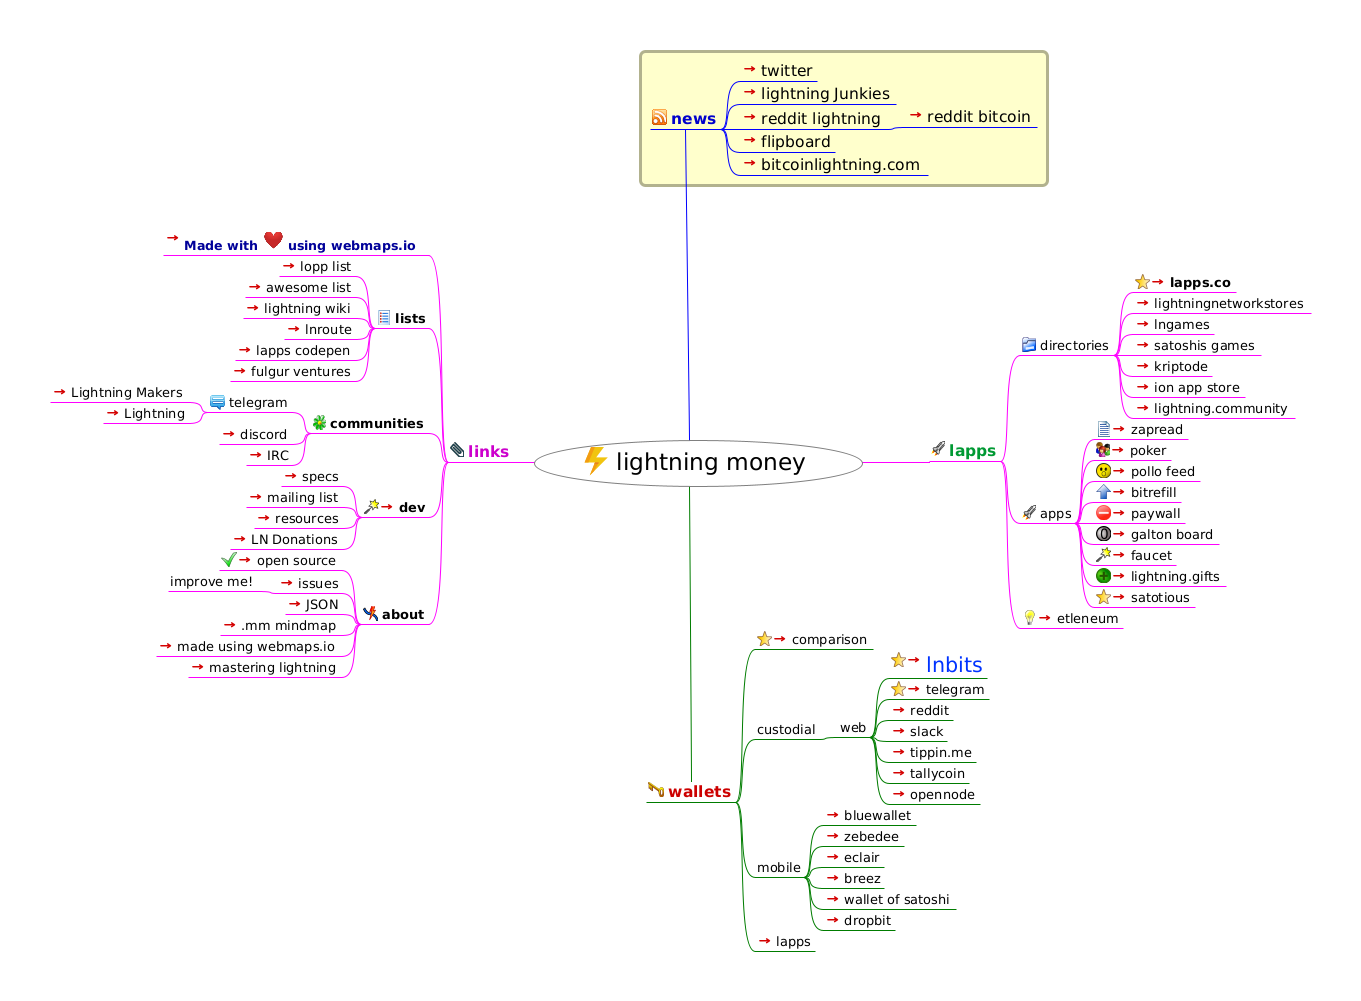 twitter
lightning Junkies
reddit lightning
reddit bitcoin
news
flipboard
bitcoinlightning.com
Made with using webmaps.io
lopp list
awesome list
lightning wiki
lists
lnroute
lapps codepen
fulgur ventures
Lightning Makers
telegram
Lightning
communities
discord
IRC
links
specs
mailing list
dev
resources
LN Donations
open source
improve me!
issues
JSON
about
.mm mindmap
made using webmaps.io
mastering lightning
lightning money
lapps
directories
lapps.co
lightningnetworkstores
lngames
satoshis games
kriptode
ion app store
lightning.community
apps
zapread
poker
pollo feed
bitrefill
paywall
galton board
faucet
lightning.gifts
satotious
etleneum
wallets
comparison
custodial
web
lnbits
telegram
reddit
slack
tippin.me
tallycoin
opennode
mobile
bluewallet
zebedee
eclair
breez
wallet of satoshi
dropbit
lapps